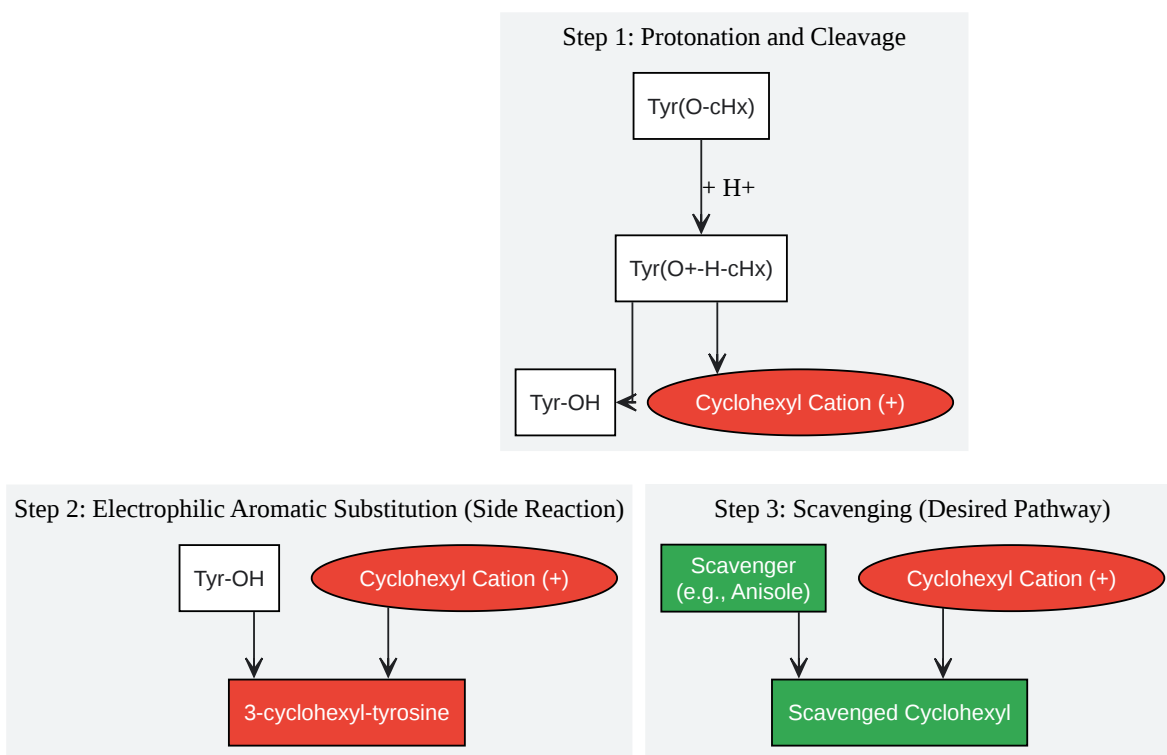 Step 1: Protonation and Cleavage
Tyr(O-cHx)
+ H+
Tyr(O+-H-cHx)
Tyr-OH
Cyclohexyl Cation (+)
Step 2: Electrophilic Aromatic Substitution (Side Reaction)
Tyr-OH
Cyclohexyl Cation (+)
3-cyclohexyl-tyrosine
Step 3: Scavenging (Desired Pathway)
Scavenger
(e.g., Anisole)
Cyclohexyl Cation (+)
Scavenged Cyclohexyl